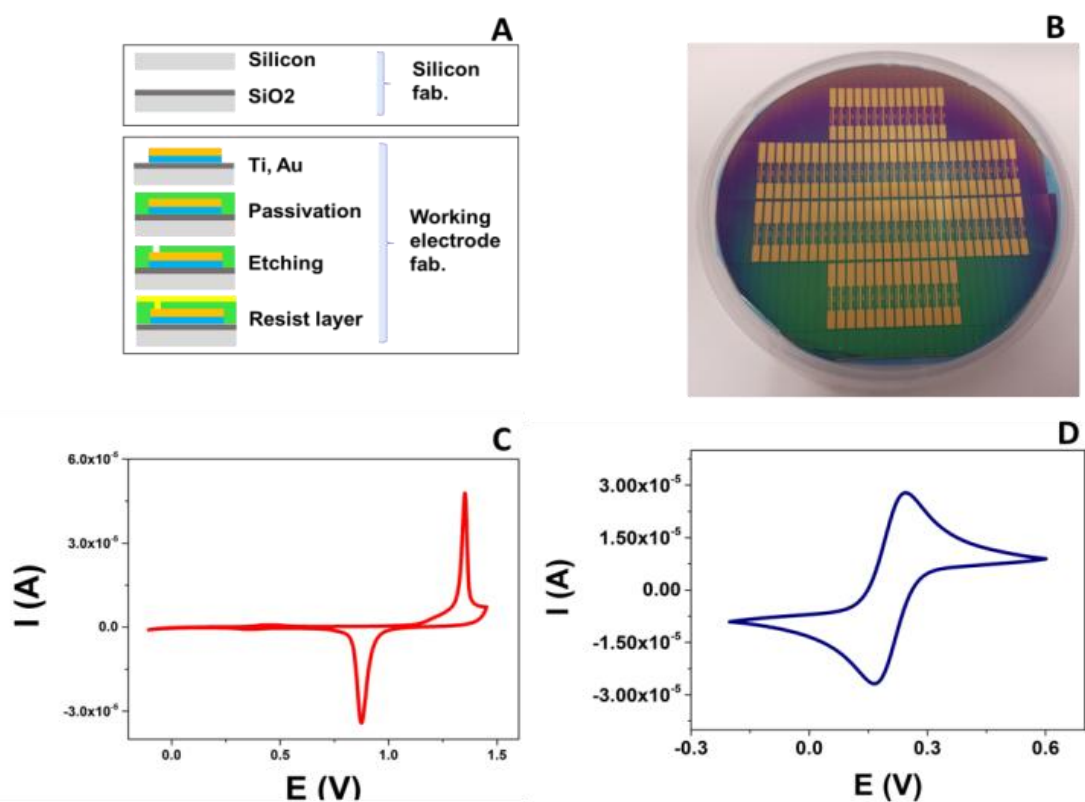 A
Silicon
SiO2
Silicon
fab.
Ti, Au
Passivation
Etching
Resist layer
Working
electrode
fab.
B
C
6.0x10⁻⁵
3.0x10⁻⁵
0.0
-3.0x10⁻⁵
I (A)
0.0 0.5 1.0 1.5
E (V)
D
3.00x10⁻⁵
1.50x10⁻⁵
0.00
-1.50x10⁻⁵
-3.00x10⁻⁵
I (A)
-0.3 0.0 0.3 0.6
E (V)